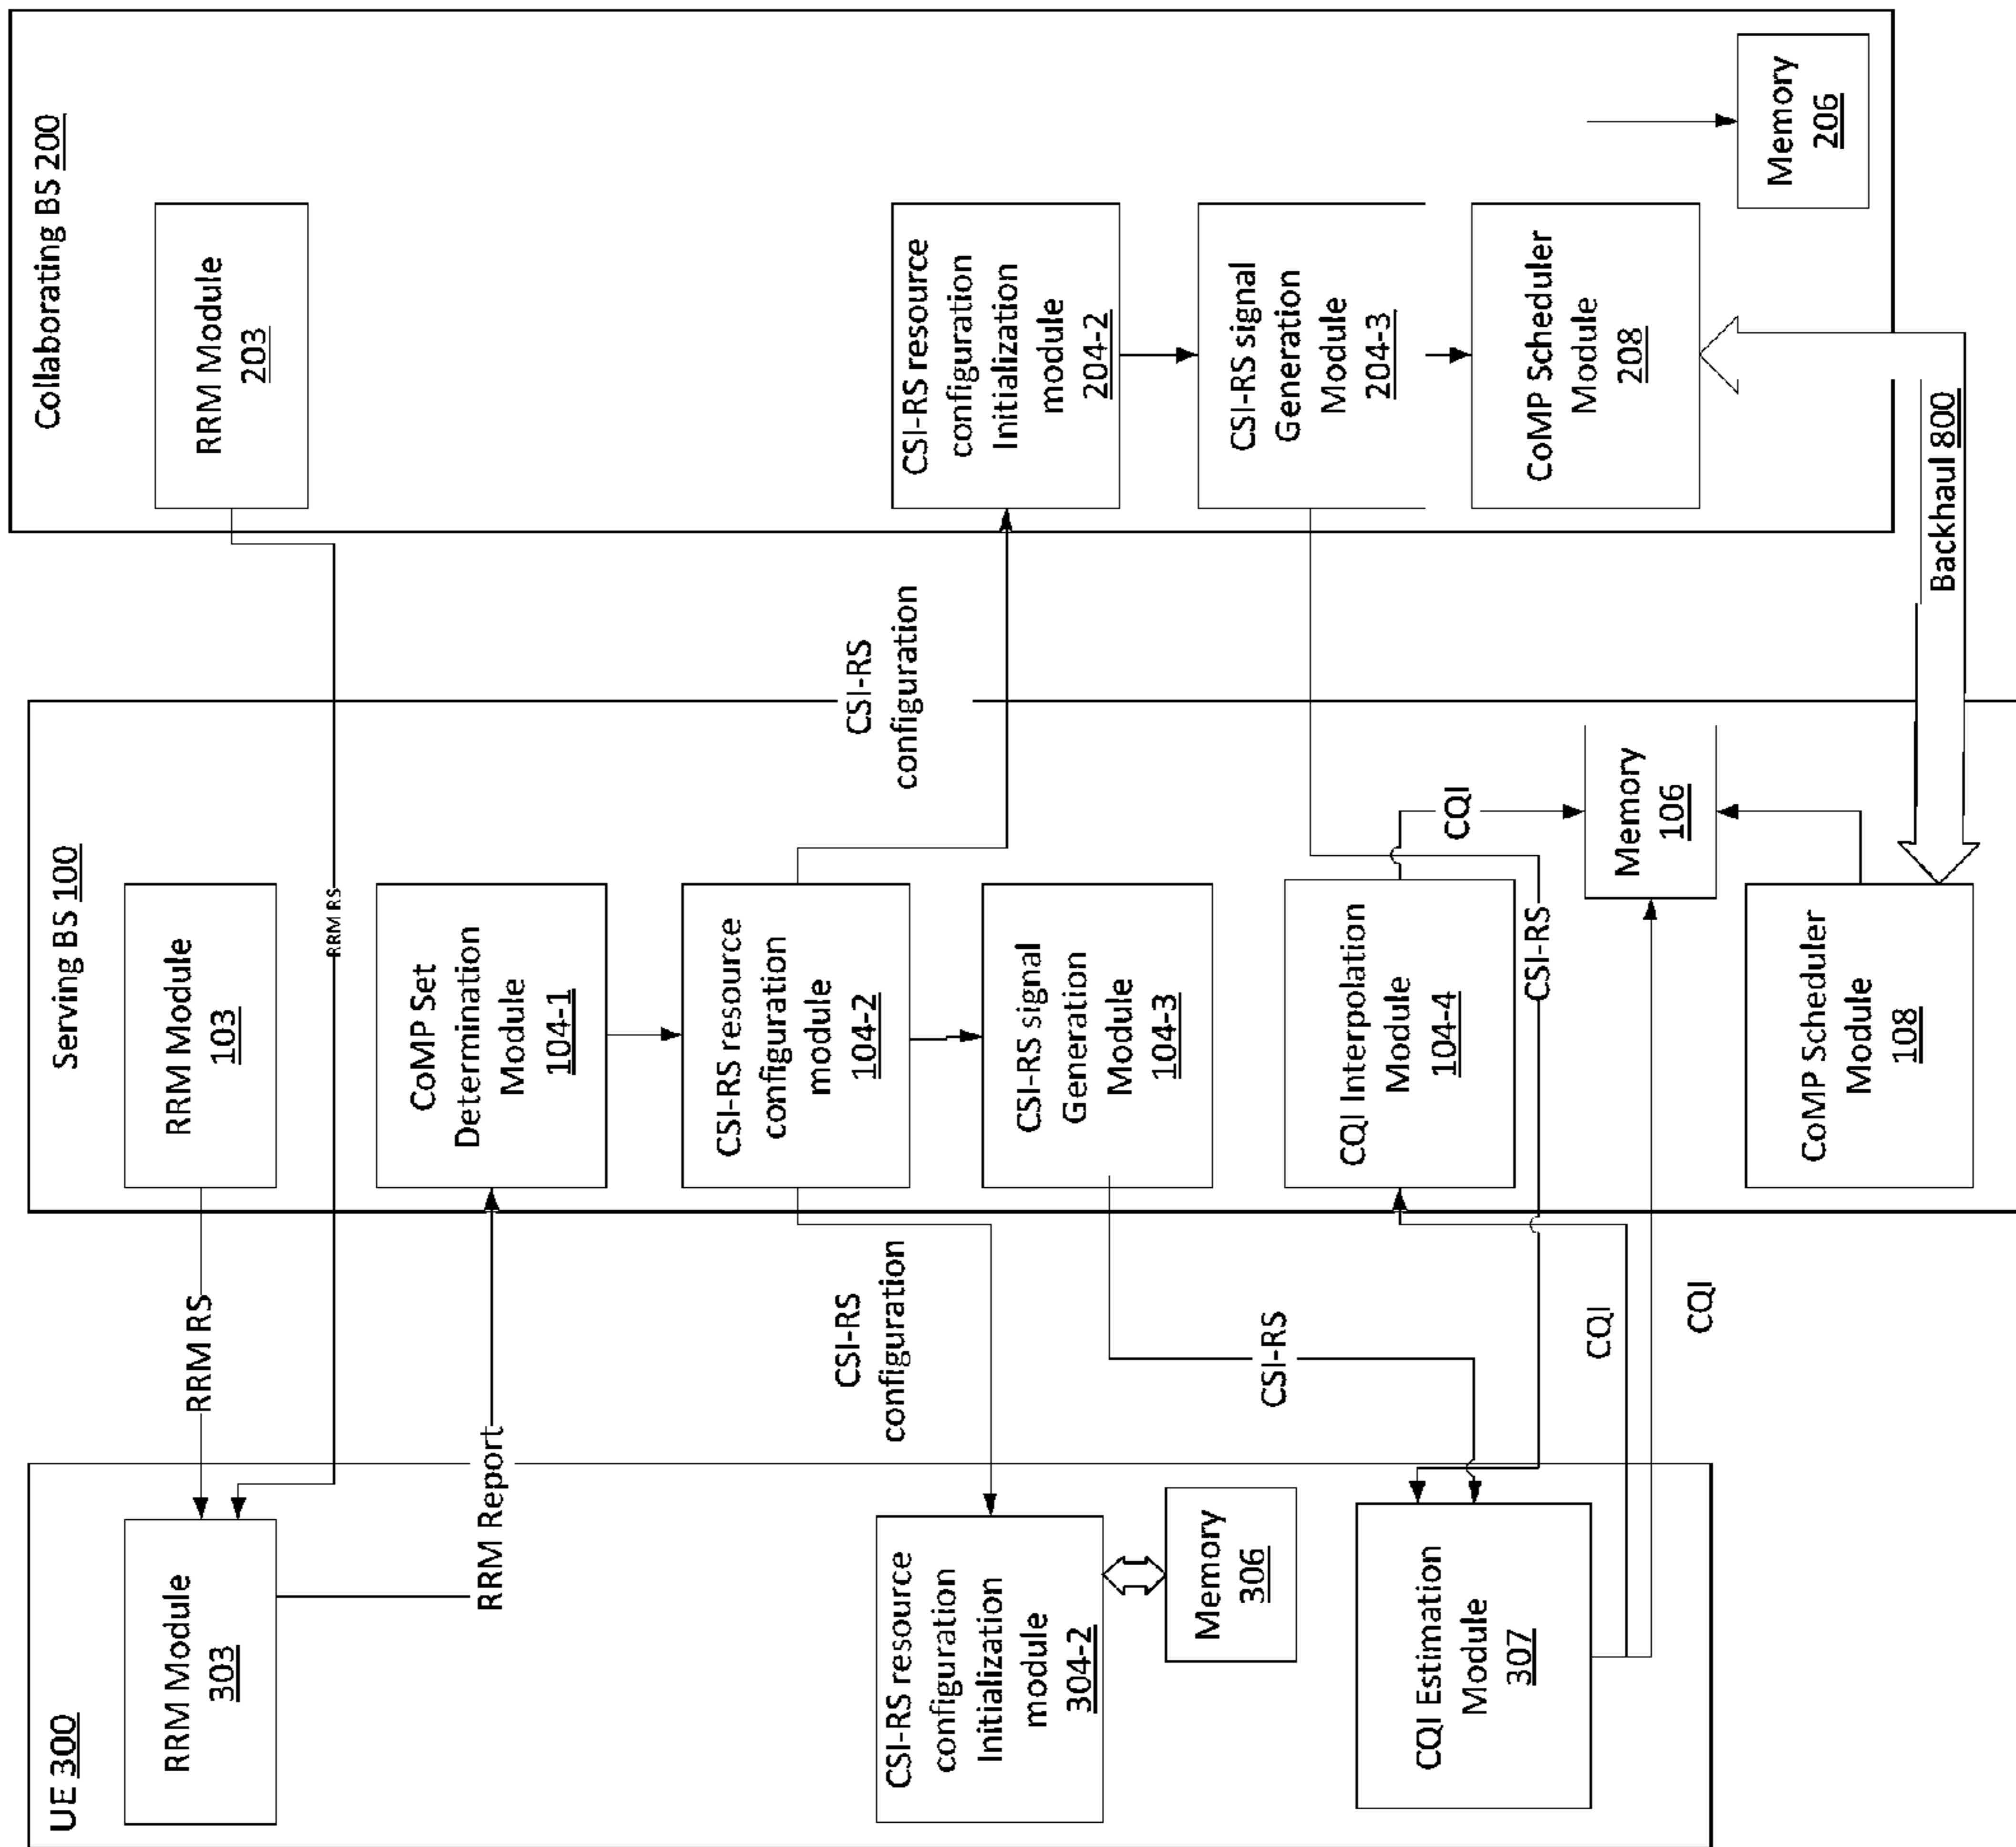 UE 300
RRM Module
303
CSI-RS resource
configuration
Initialization
module
304-2
Memory
306
CQI Estimation
Module
307
RRM RS
RRM Report
CSI-RS
configuration
CSI-RS
CQI
CQI
Serving BS 100
RRM Module
103
RRM RS
CoMP Set
Determination
Module
104-1
CSI-RS resource
configuration
module
104-2
CSI-RS signal
Generation
Module
104-3
CQI Interpolation
Module
104-4
CSI-RS
CQI
Memory
106
CoMP Scheduler
Module
108
CSI-RS
configuration
Collaborating BS 200
RRM Module
203
CSI-RS resource
configuration
Initialization
module
204-2
CSI-RS signal
Generation
Module
204-3
CoMP Scheduler
Module
208
Memory
206
Backhaul 800